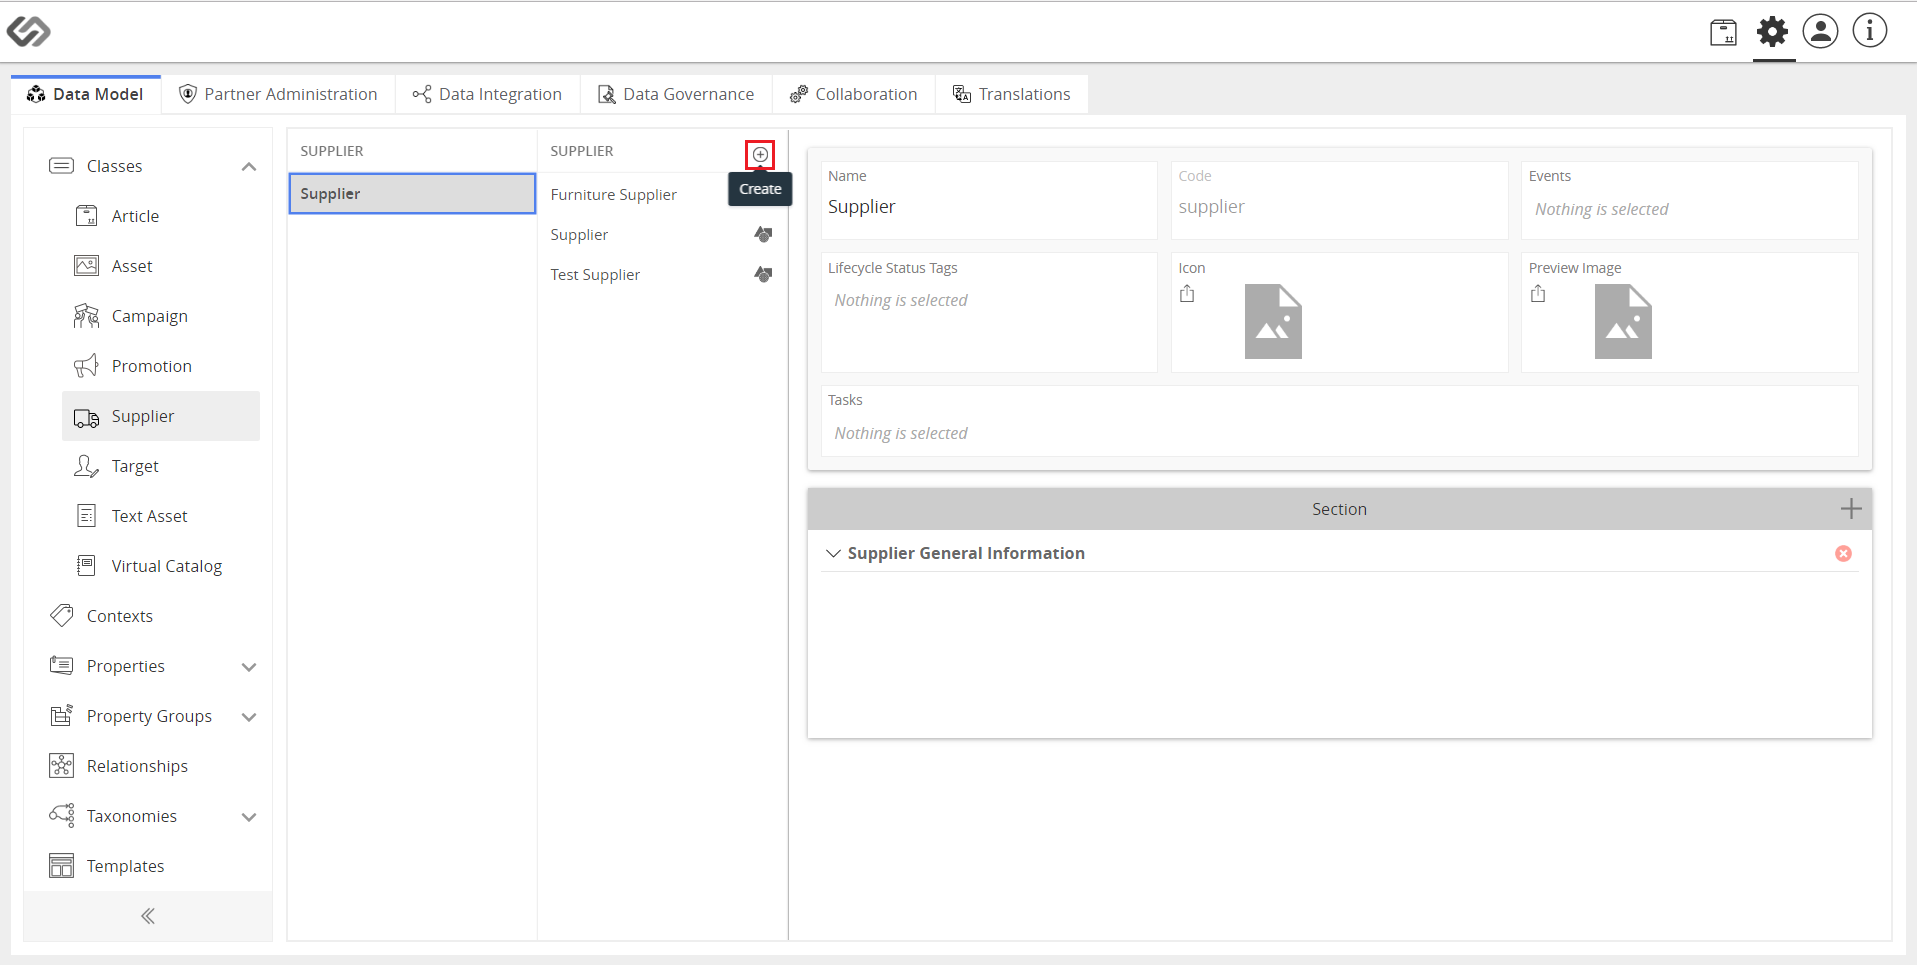 Data Model
Partner Administration
Data Integration
Data Governance
Collaboration
Translations
Classes
Article
Asset
Campaign
Promotion
Supplier
Target
Text Asset
Virtual Catalog
Contexts
Properties
Property Groups
Relationships
Taxonomies
Templates
SUPPLIER
Supplier
SUPPLIER
Create
Furniture Supplier
Supplier
Test Supplier
Name
Supplier
Code
supplier
Events
Nothing is selected
Lifecycle Status Tags
Nothing is selected
Icon
Preview Image
Tasks
Nothing is selected
Section
Supplier General Information